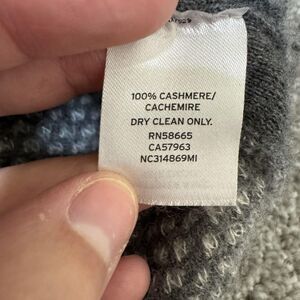 100% CASHMERE/
CACHEMIRE
DRY CLEAN ONLY.
RN58665
CA57963
NC314869MI